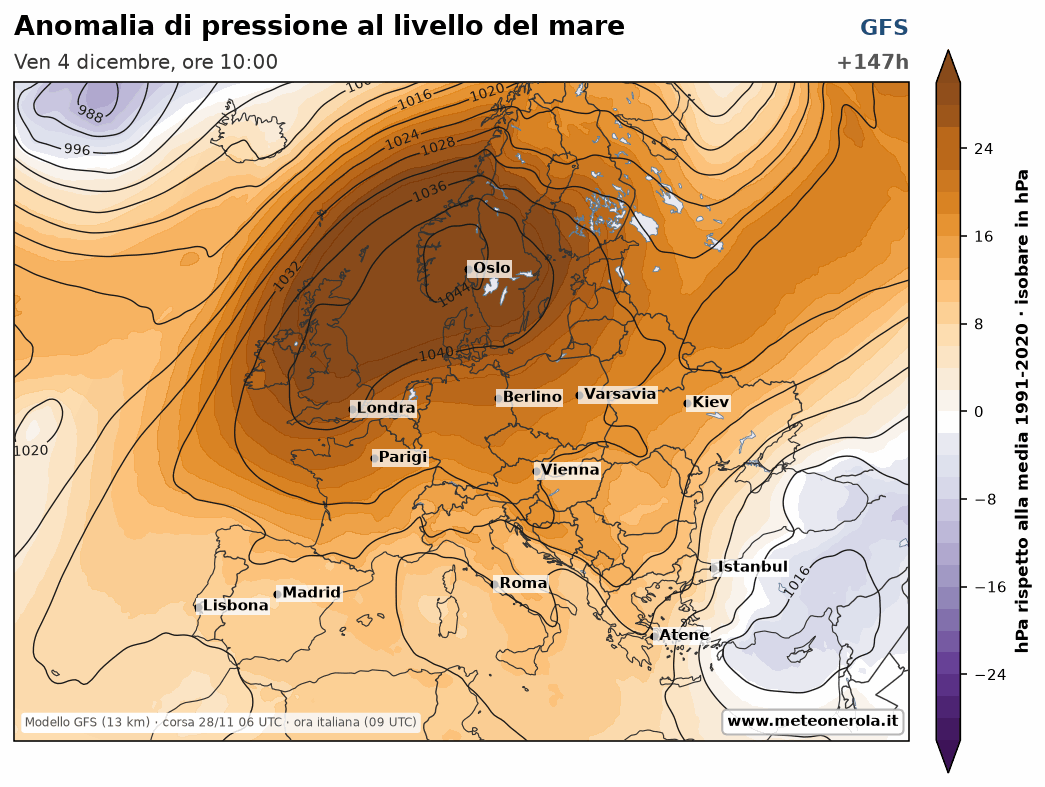 Anomalia di pressione al livello del mare
GFS
Ven 4 dicembre, ore 10:00
+147h
1016
1020
988
1024
1028
996
1036
1032
Oslo
1044
1040
Berlino
Varsavia
Kiev
Londra
1020
Parigi
Vienna
Istanbul
1016
Roma
Madrid
Lisbona
Atene
Modello GFS (13 km) · corsa 28/11 06 UTC · ora italiana (09 UTC)
www.meteonerola.it
24
16
8
0
−8
−16
−24
hPa rispetto alla media 1991-2020 · isobare in hPa